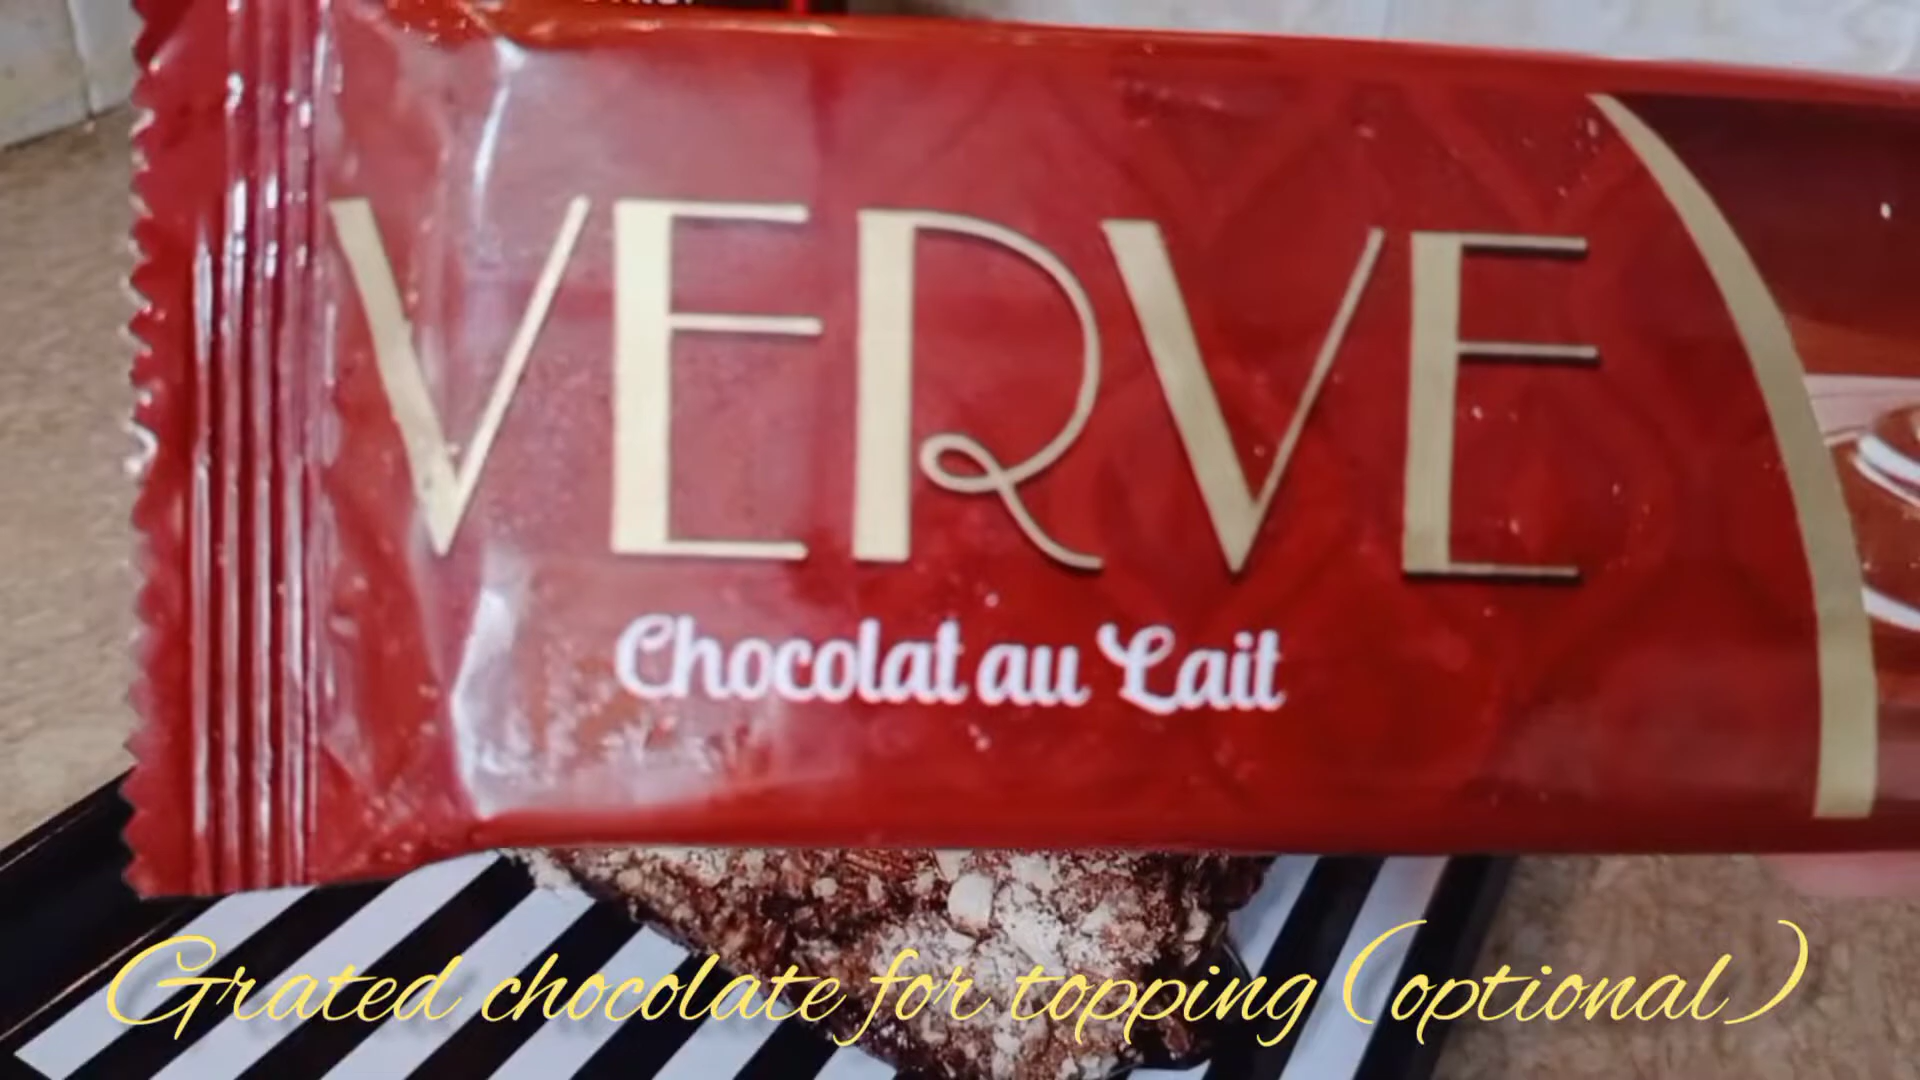 VERVE
Chocolat au Lait
Grated chocolate for topping (optional)